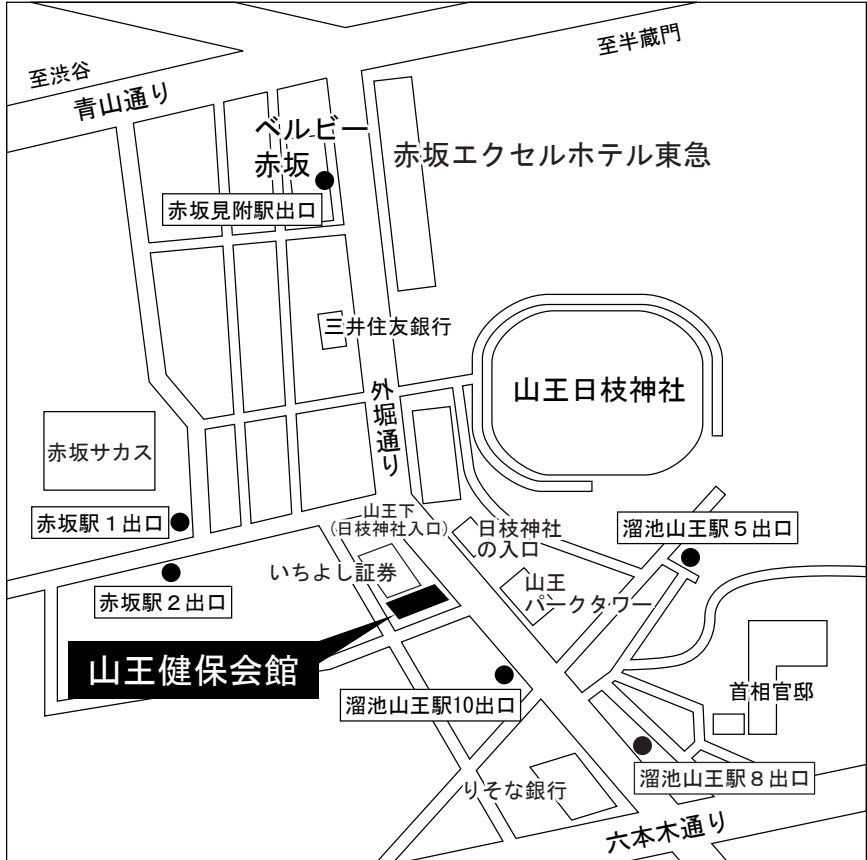 至半蔵門
至渋谷
青山通り
ベルビー
赤坂
赤坂エクセルホテル東急
赤坂見附駅出口
三井住友銀行
外堀通り
山王日枝神社
赤坂サカス
赤坂駅1出口
山王下
(日枝神社入口)
日枝神社
の入口
溜池山王駅5出口
いちよし証券
赤坂駅2出口
山王
パークタワー
山王健保会館
溜池山王駅10出口
首相官邸
溜池山王駅8出口
りそな銀行
六本木通り